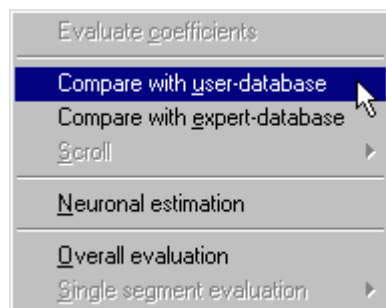 Evaluate coefficients
Compare with user-database
Compare with expert-database
Scroll
Neuronal estimation
Overall evaluation
Single segment evaluation